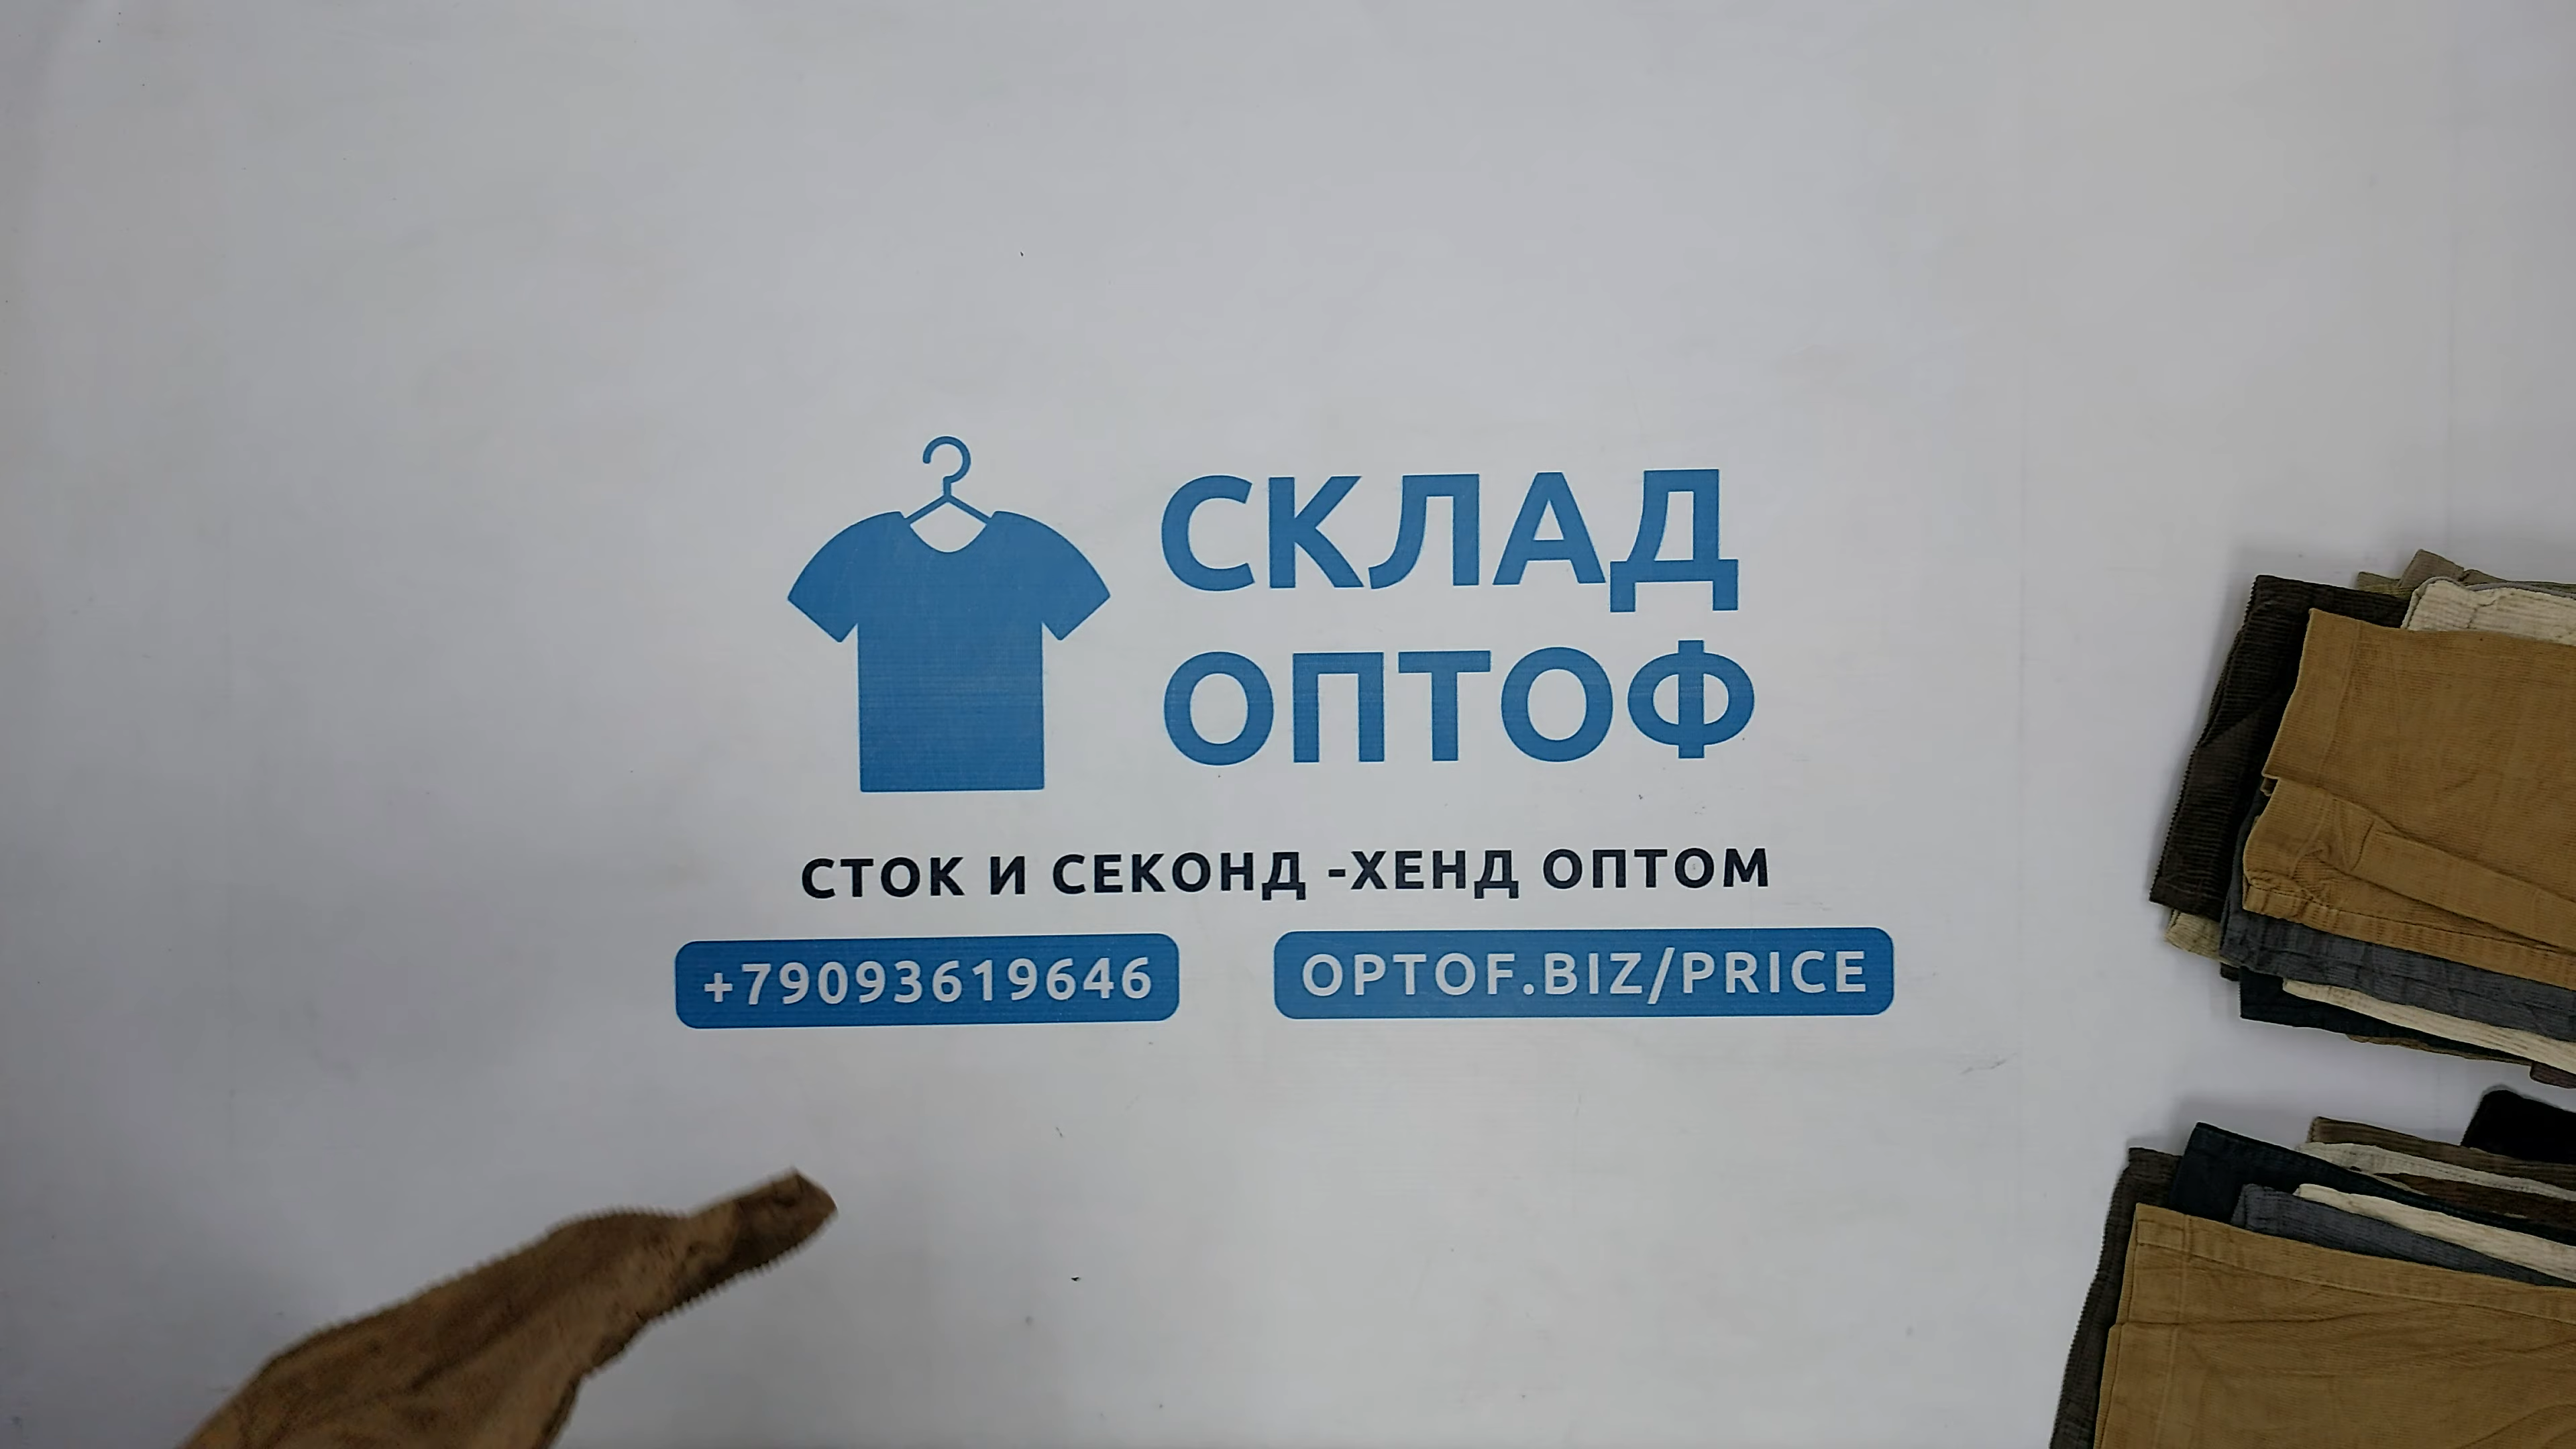 СКЛАД
ОПТОФ
СТОК И СЕКОНД -ХЕНД ОПТОМ
+79093619646
OPTOF.BIZ/PRICE